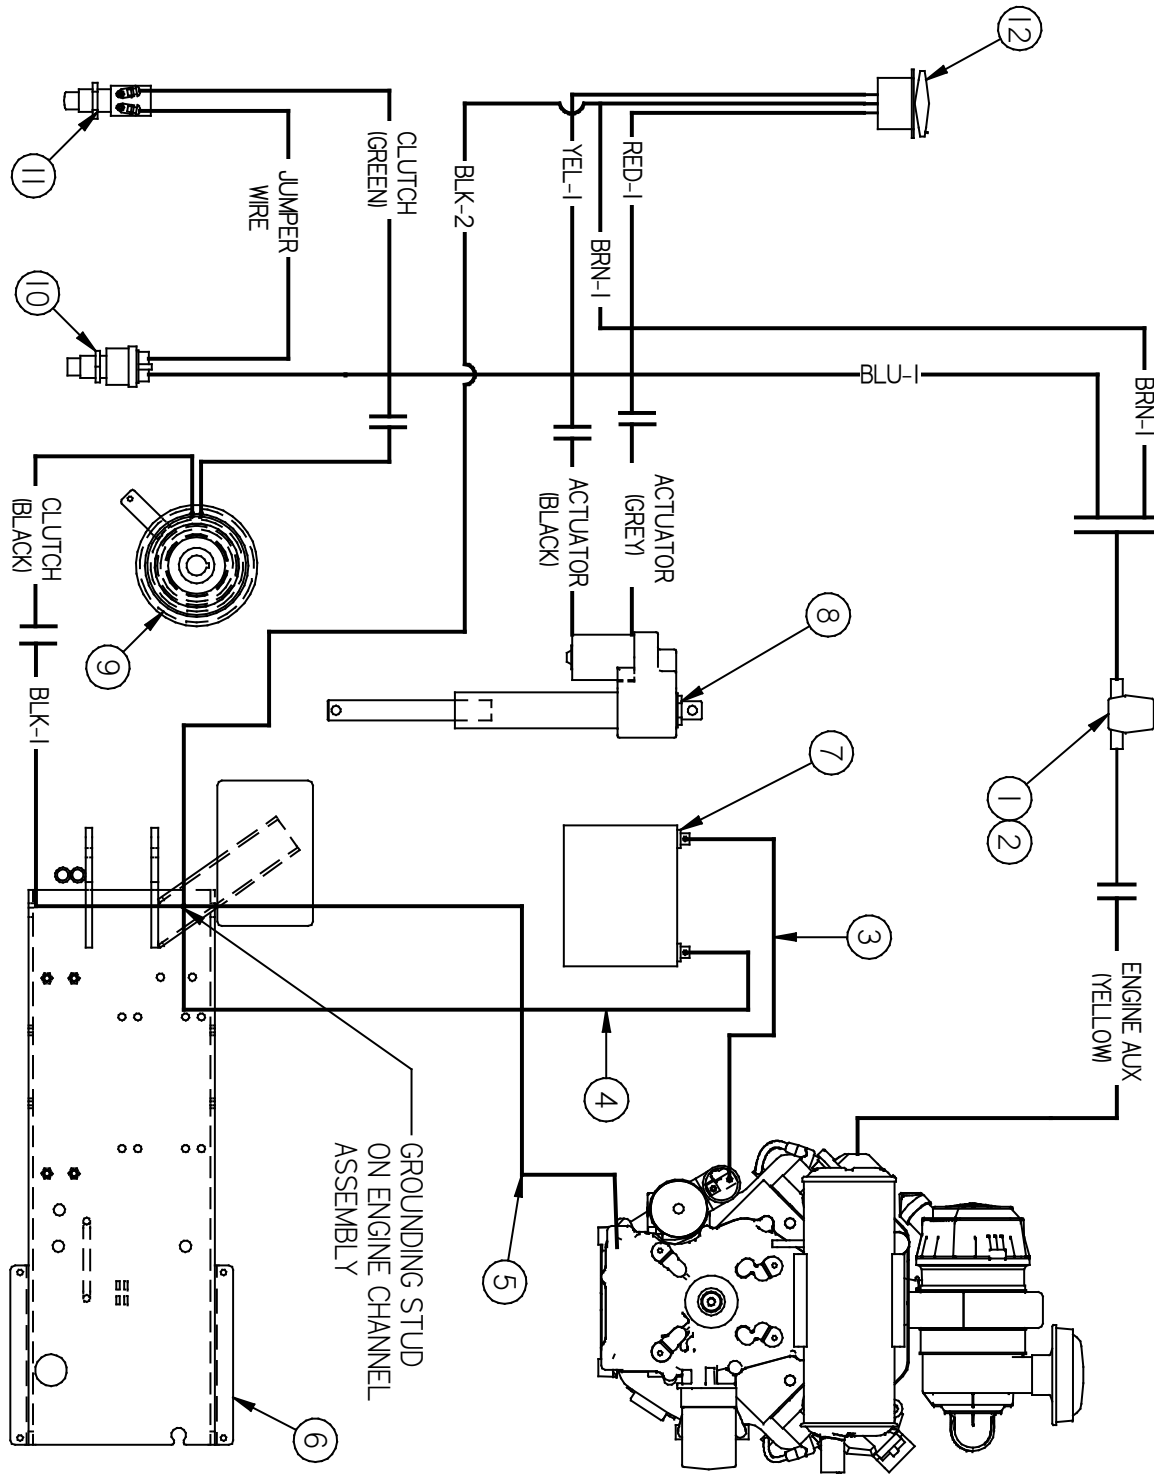 12
11
CLUTCH
(GREEN)
JUMPER
WIRE
BLK-2
YEL-1
RED-1
BRN-1
10
BLU-1
BRN-1
CLUTCH
(BLACK)
ACTUATOR
(BLACK)
ACTUATOR
(GREY)
8
9
BLK-1
7
1
2
3
ENGINE AUX
(YELLOW)
4
GROUNDING STUD
ON ENGINE CHANNEL
ASSEMBLY
5
6